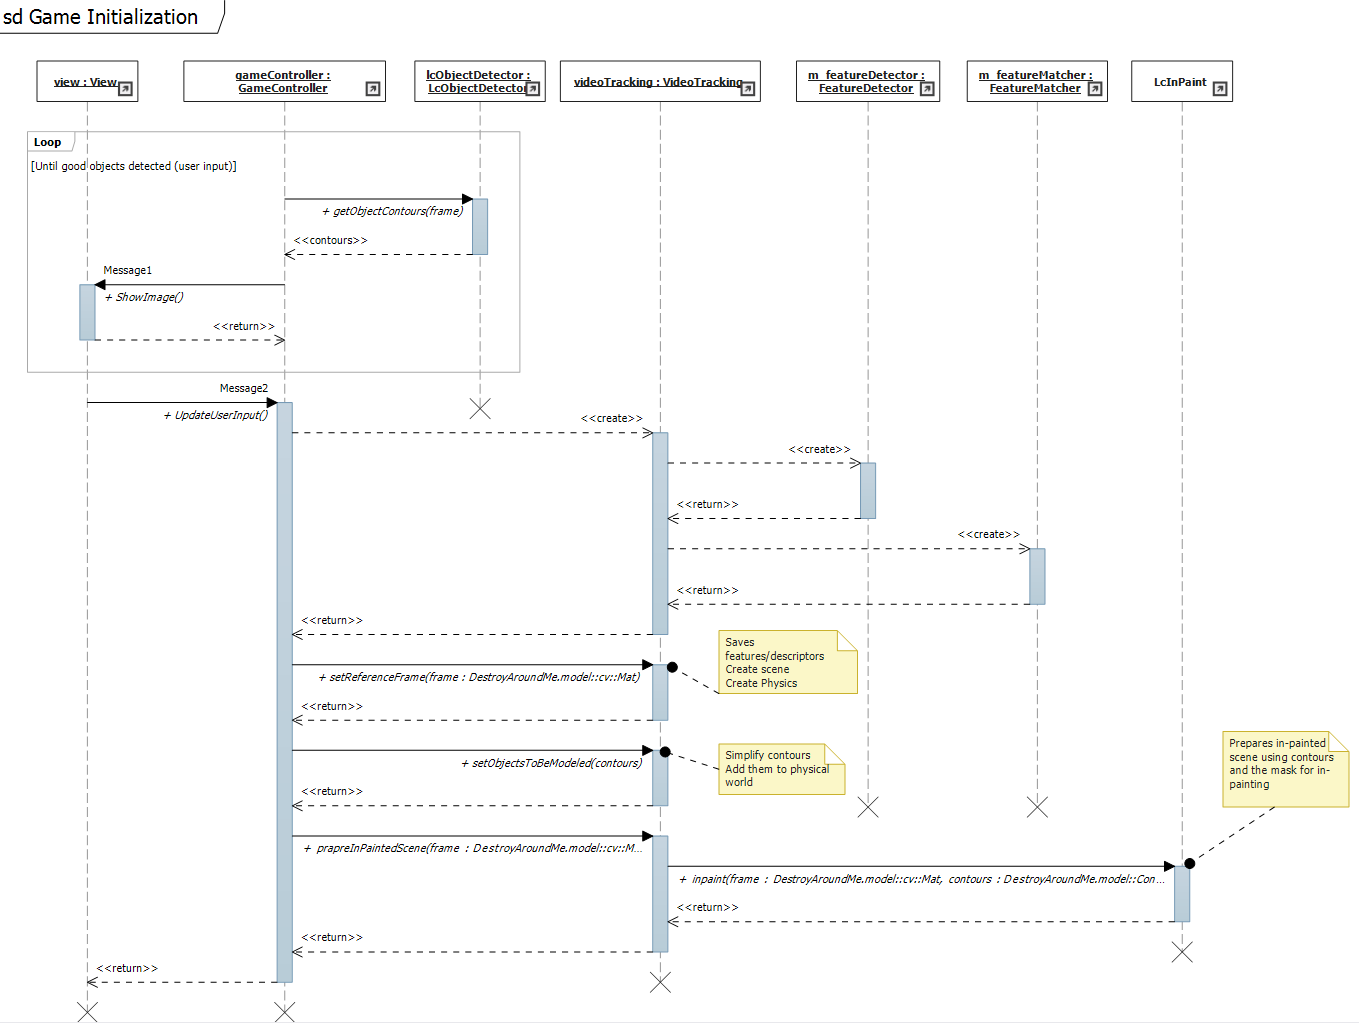 sd Game Initialization
view : View
gameController :
GameController
lcObjectDetector :
LcObjectDetector
videoTracking : VideoTracking
m_featureDetector :
FeatureDetector
m_featureMatcher :
FeatureMatcher
LcInPaint
Loop
[Until good objects detected (user input)]
+ getObjectContours(frame)
<<contours>>
Message1
+ ShowImage()
<<return>>
Message2
+ UpdateUserInput()
<<create>>
<<create>>
<<return>>
<<create>>
<<return>>
<<return>>
Saves
features/descriptors
Create scene
Create Physics
+ setReferenceFrame(frame : DestroyAroundMe.model::cv::Mat)
<<return>>
Simplify contours
Add them to physical
world
+ setObjectsToBeModeled(contours)
<<return>>
Prepares in-painted
scene using contours
and the mask for in-
painting
+ prapreInPaintedScene(frame : DestroyAroundMe.model::cv::M...
+ inpaint(frame : DestroyAroundMe.model::cv::Mat, contours : DestroyAroundMe.model::Con...
<<return>>
<<return>>
<<return>>